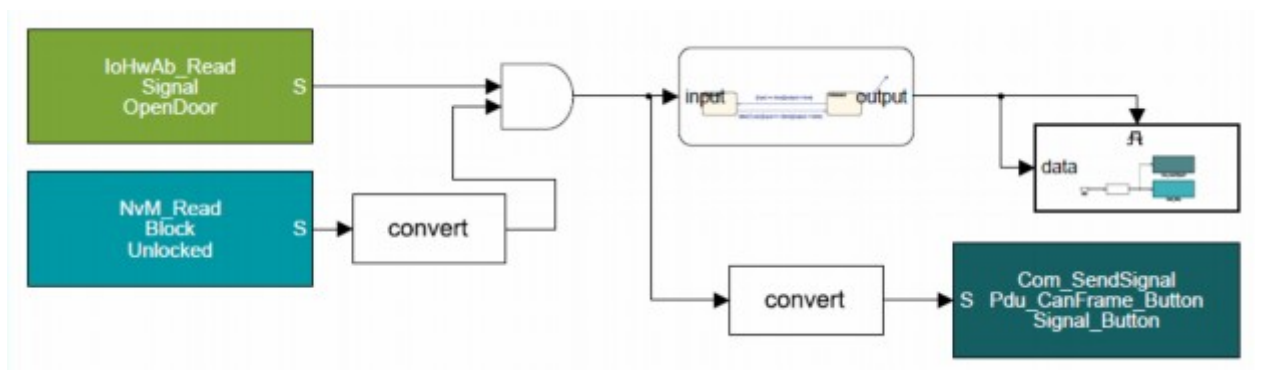 IoHwAb_Read
Signal
OpenDoor
S
NvM_Read
Block
Unlocked
S
convert
input
output
data
convert
S
Com_SendSignal
Pdu_CanFrame_Button
Signal_Button